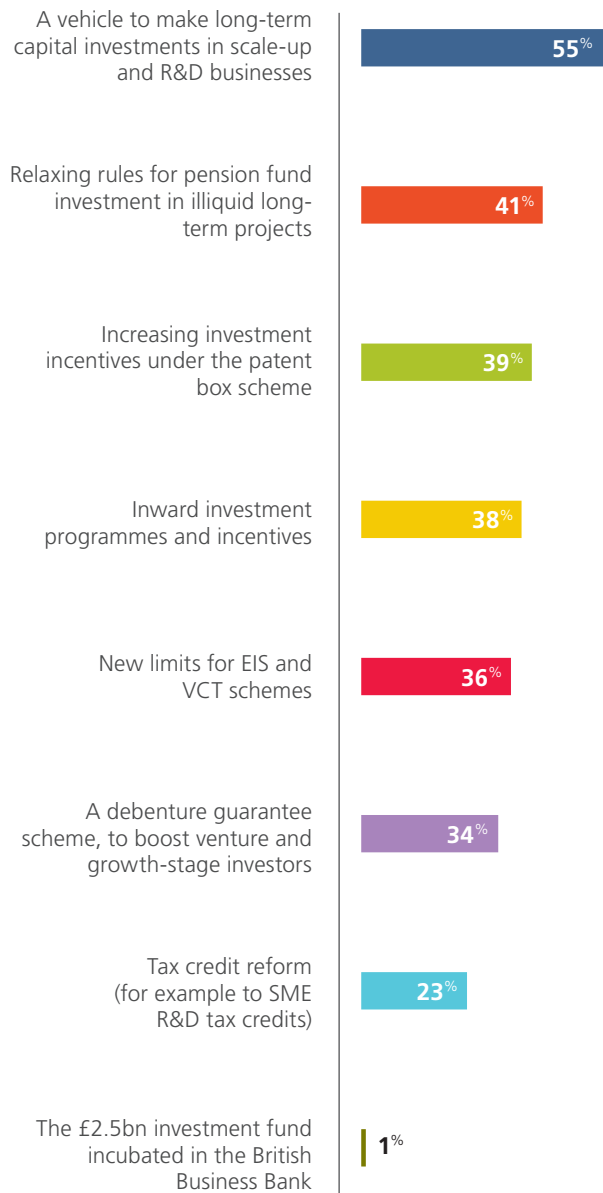 A vehicle to make long-term
capital investments in scale-up
and R&D businesses
55%
Relaxing rules for pension fund
investment in illiquid long-
term projects
41%
Increasing investment
incentives under the patent
box scheme
39%
Inward investment
programmes and incentives
38%
New limits for EIS and
VCT schemes
36%
A debenture guarantee
scheme, to boost venture and
growth-stage investors
34%
Tax credit reform
(for example to SME
R&D tax credits)
23%
The £2.5bn investment fund
incubated in the British
Business Bank
1%